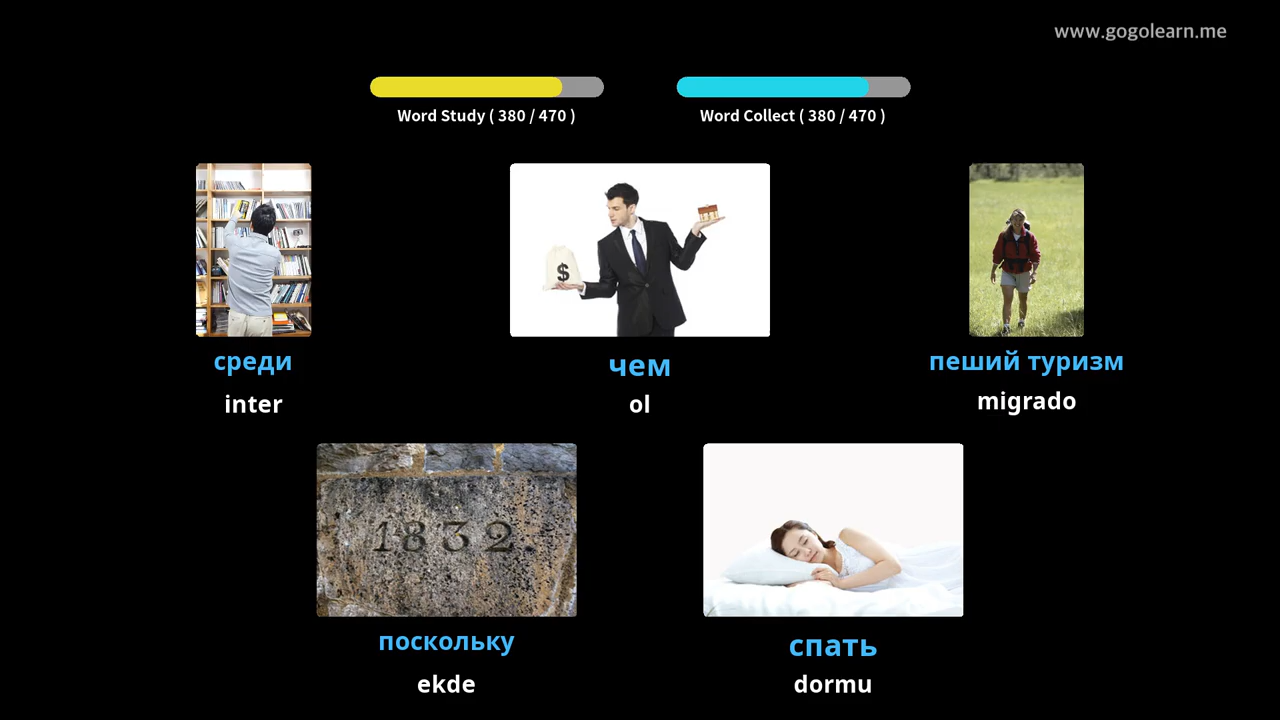 www.gogolearn.me
Word Study ( 380 / 470 )
Word Collect ( 380 / 470 )
среди
чем
пеший туризм
inter
ol
migrado
$
1832.
поскольку
спать
ekde
dormu